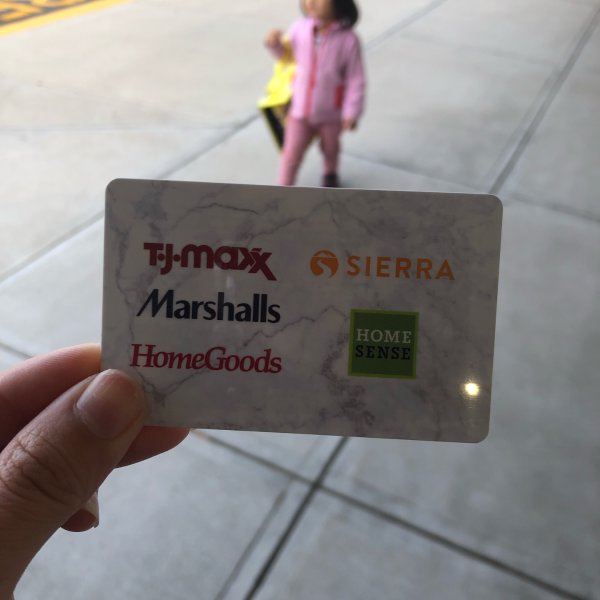 T·J·maxx
SIERRA
Marshalls
HomeGoods
HOME
SENSE